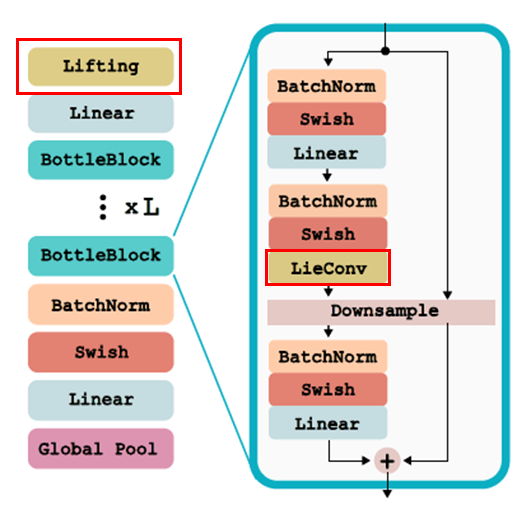 Lifting
Linear
BottleBlock
⋮ xL
BottleBlock
BatchNorm
Swish
Linear
Global Pool
BatchNorm
Swish
Linear
BatchNorm
Swish
LieConv
Downsample
BatchNorm
Swish
Linear
+